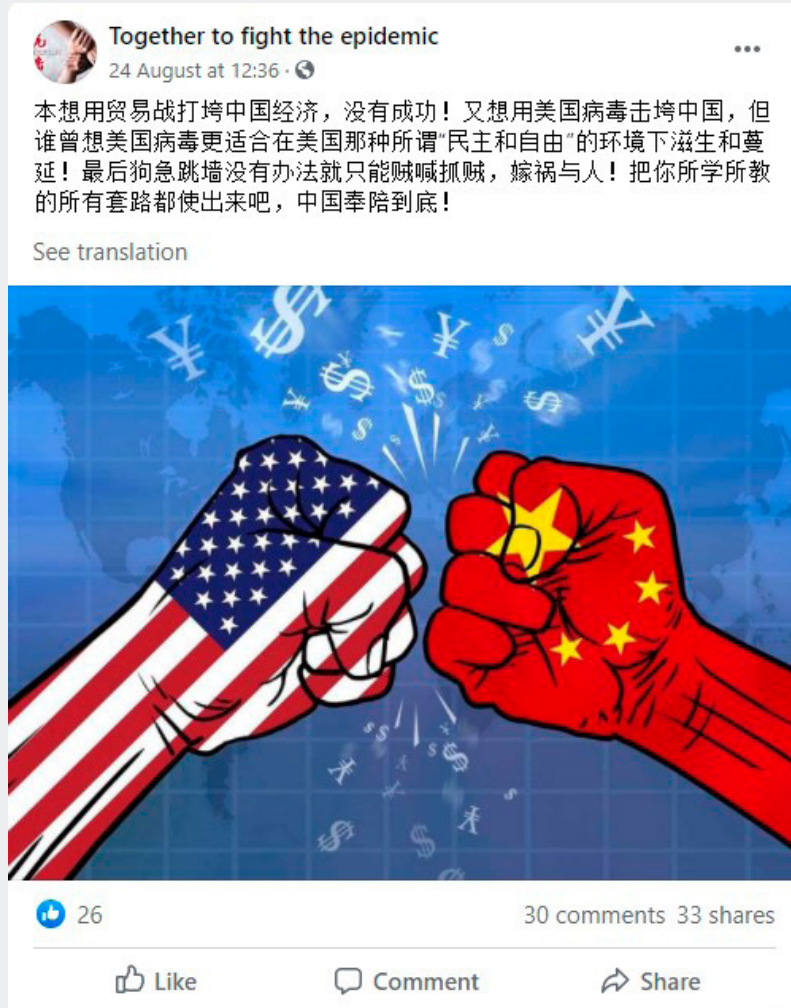 Together to fight the epidemic
24 August at 12:36 ·
本想用贸易战打垮中国经济，没有成功！又想用美国病毒击垮中国，但
谁曾想美国病毒更适合在美国那种所谓“民主和自由”的环境下滋生和蔓
延！最后狗急跳墙没有办法就只能贼喊抓贼，嫁祸与人！把你所学所教
的所有套路都使出来吧，中国奉陪到底！
See translation
26
30 comments 33 shares
Like Comment Share